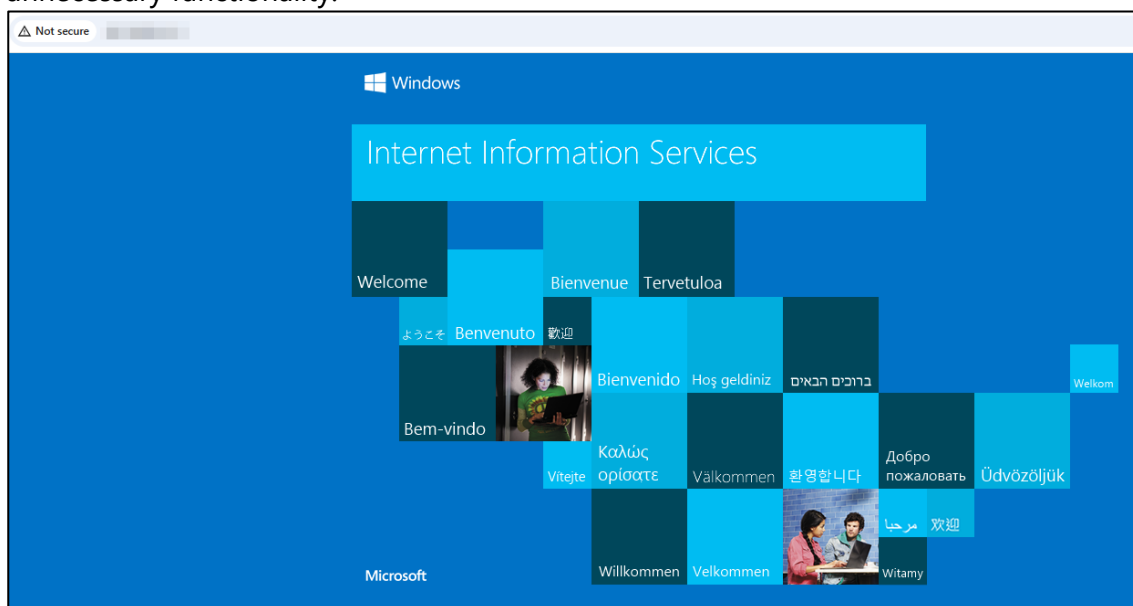 unnecessary functionality.
Not secure
Windows
Internet Information Services
Welcome
Bienvenue
Tervetuloa
ようこそ
Benvenuto
歡迎
Bienvenido
Hoş geldiniz
ברוכים הבאים
Welkom
Bem-vindo
Vítejte
Καλώς
ορίσατε
Välkommen
환영합니다
Добро
пожаловать
Üdvözöljük
مرحبا
欢迎
Microsoft
Willkommen
Velkommen
Witamy